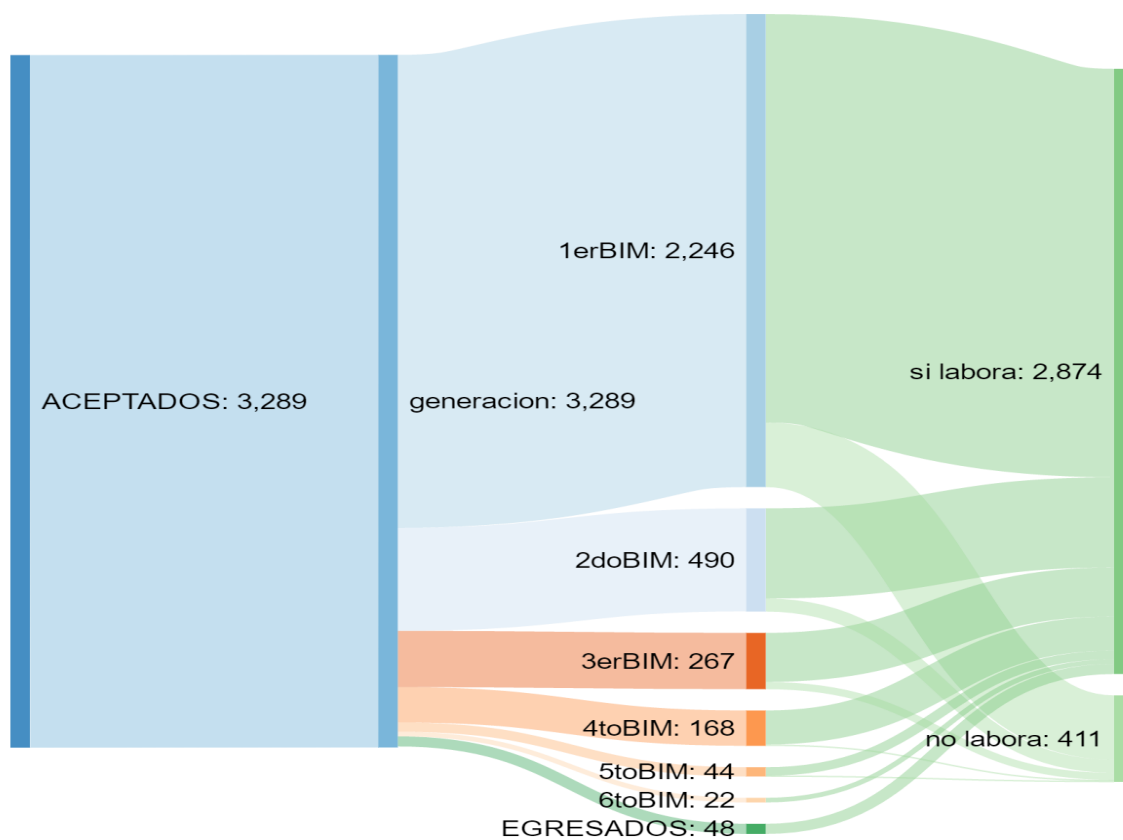 ACEPTADOS: 3,289
generacion: 3,289
1erBIM: 2,246
2doBIM: 490
3erBIM: 267
4toBIM: 168
5toBIM: 44
6toBIM: 22
EGRESADOS: 48
si labora: 2,874
no labora: 411